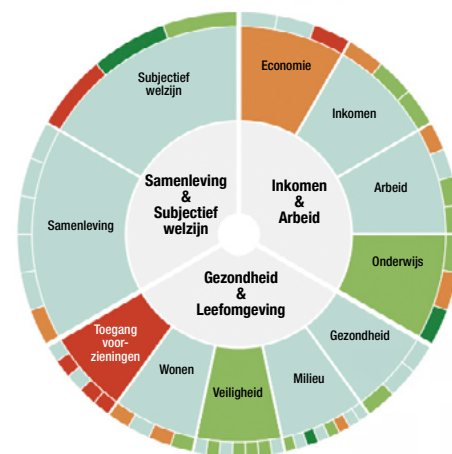 Subjectief
welzijn
Economie
Inkomen
Samenleving
&
Subjectief
welzijn
Inkomen
&
Arbeid
Arbeid
Samenleving
Onderwijs
Gezondheid
&
Leefomgeving
Toegang
voor-
zieningen
Wonen
Veiligheid
Milieu
Gezondheid